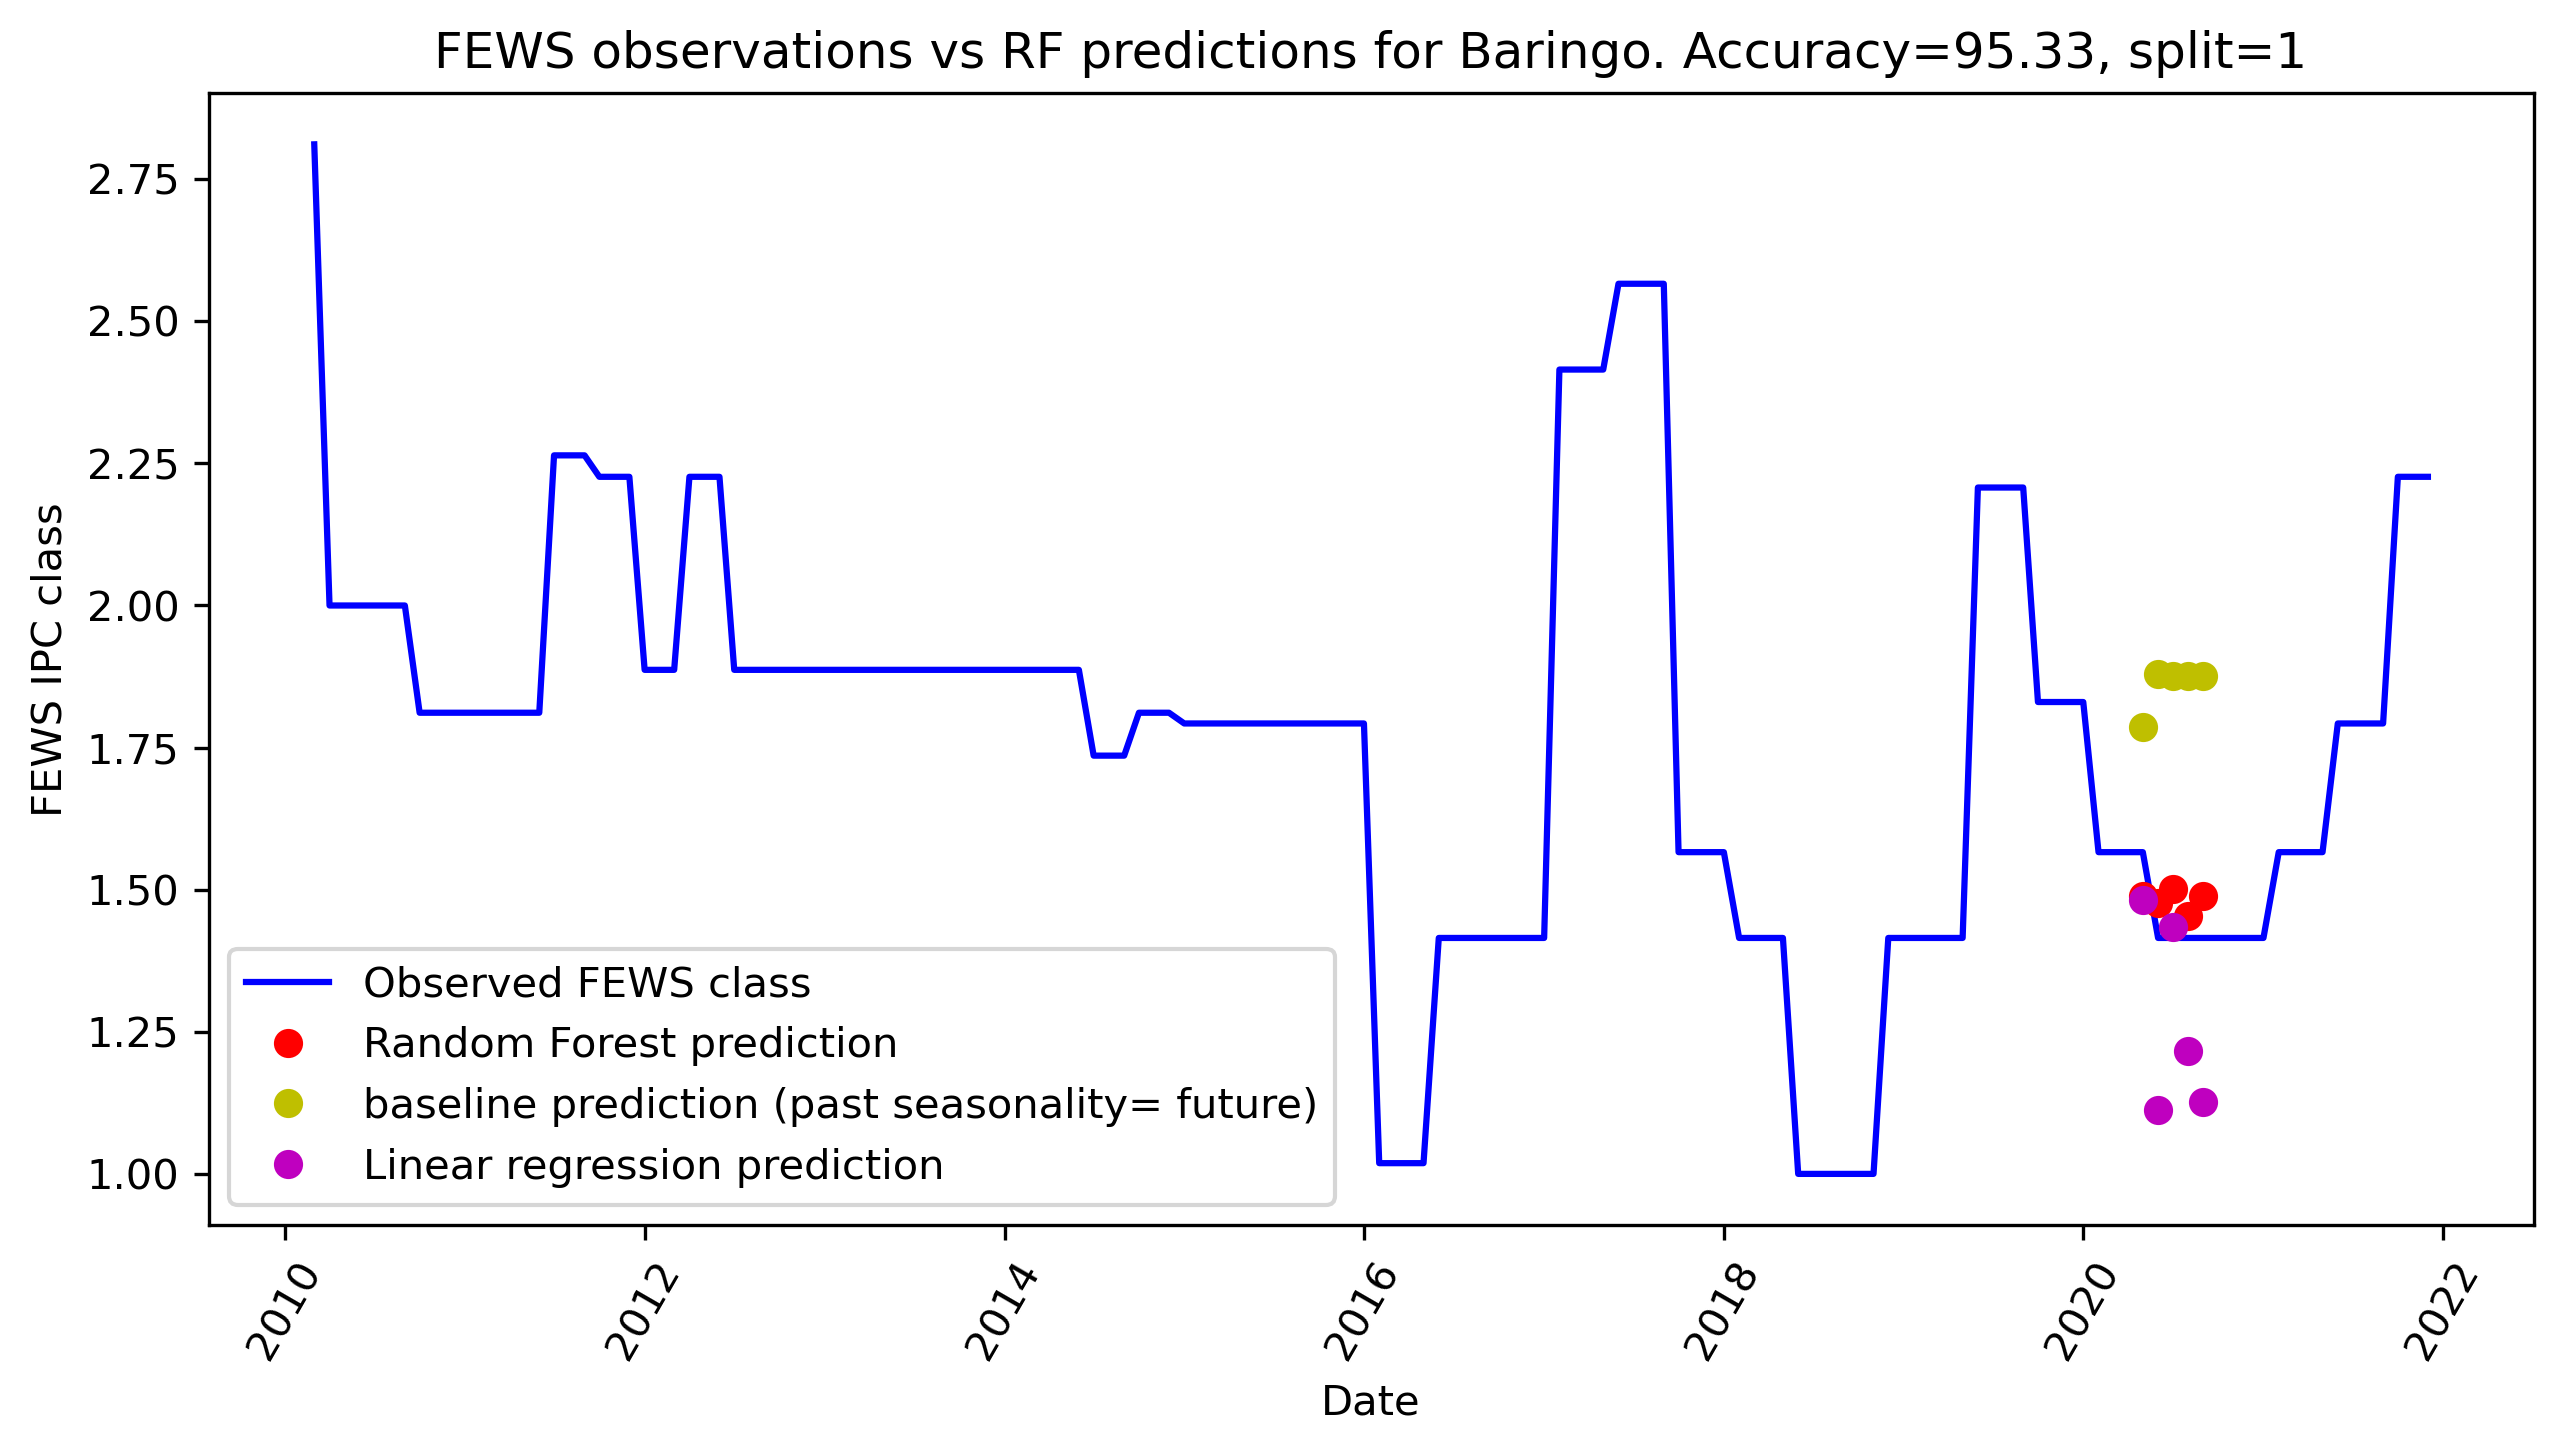 FEWS observations vs RF predictions for Baringo. Accuracy=95.33, split=1
FEWS IPC class
2.75
2.50
2.25
2.00
1.75
1.50
1.25
1.00
Observed FEWS class
Random Forest prediction
baseline prediction (past seasonality= future)
Linear regression prediction
2010
2012
2014
2016
2018
2020
2022
Date